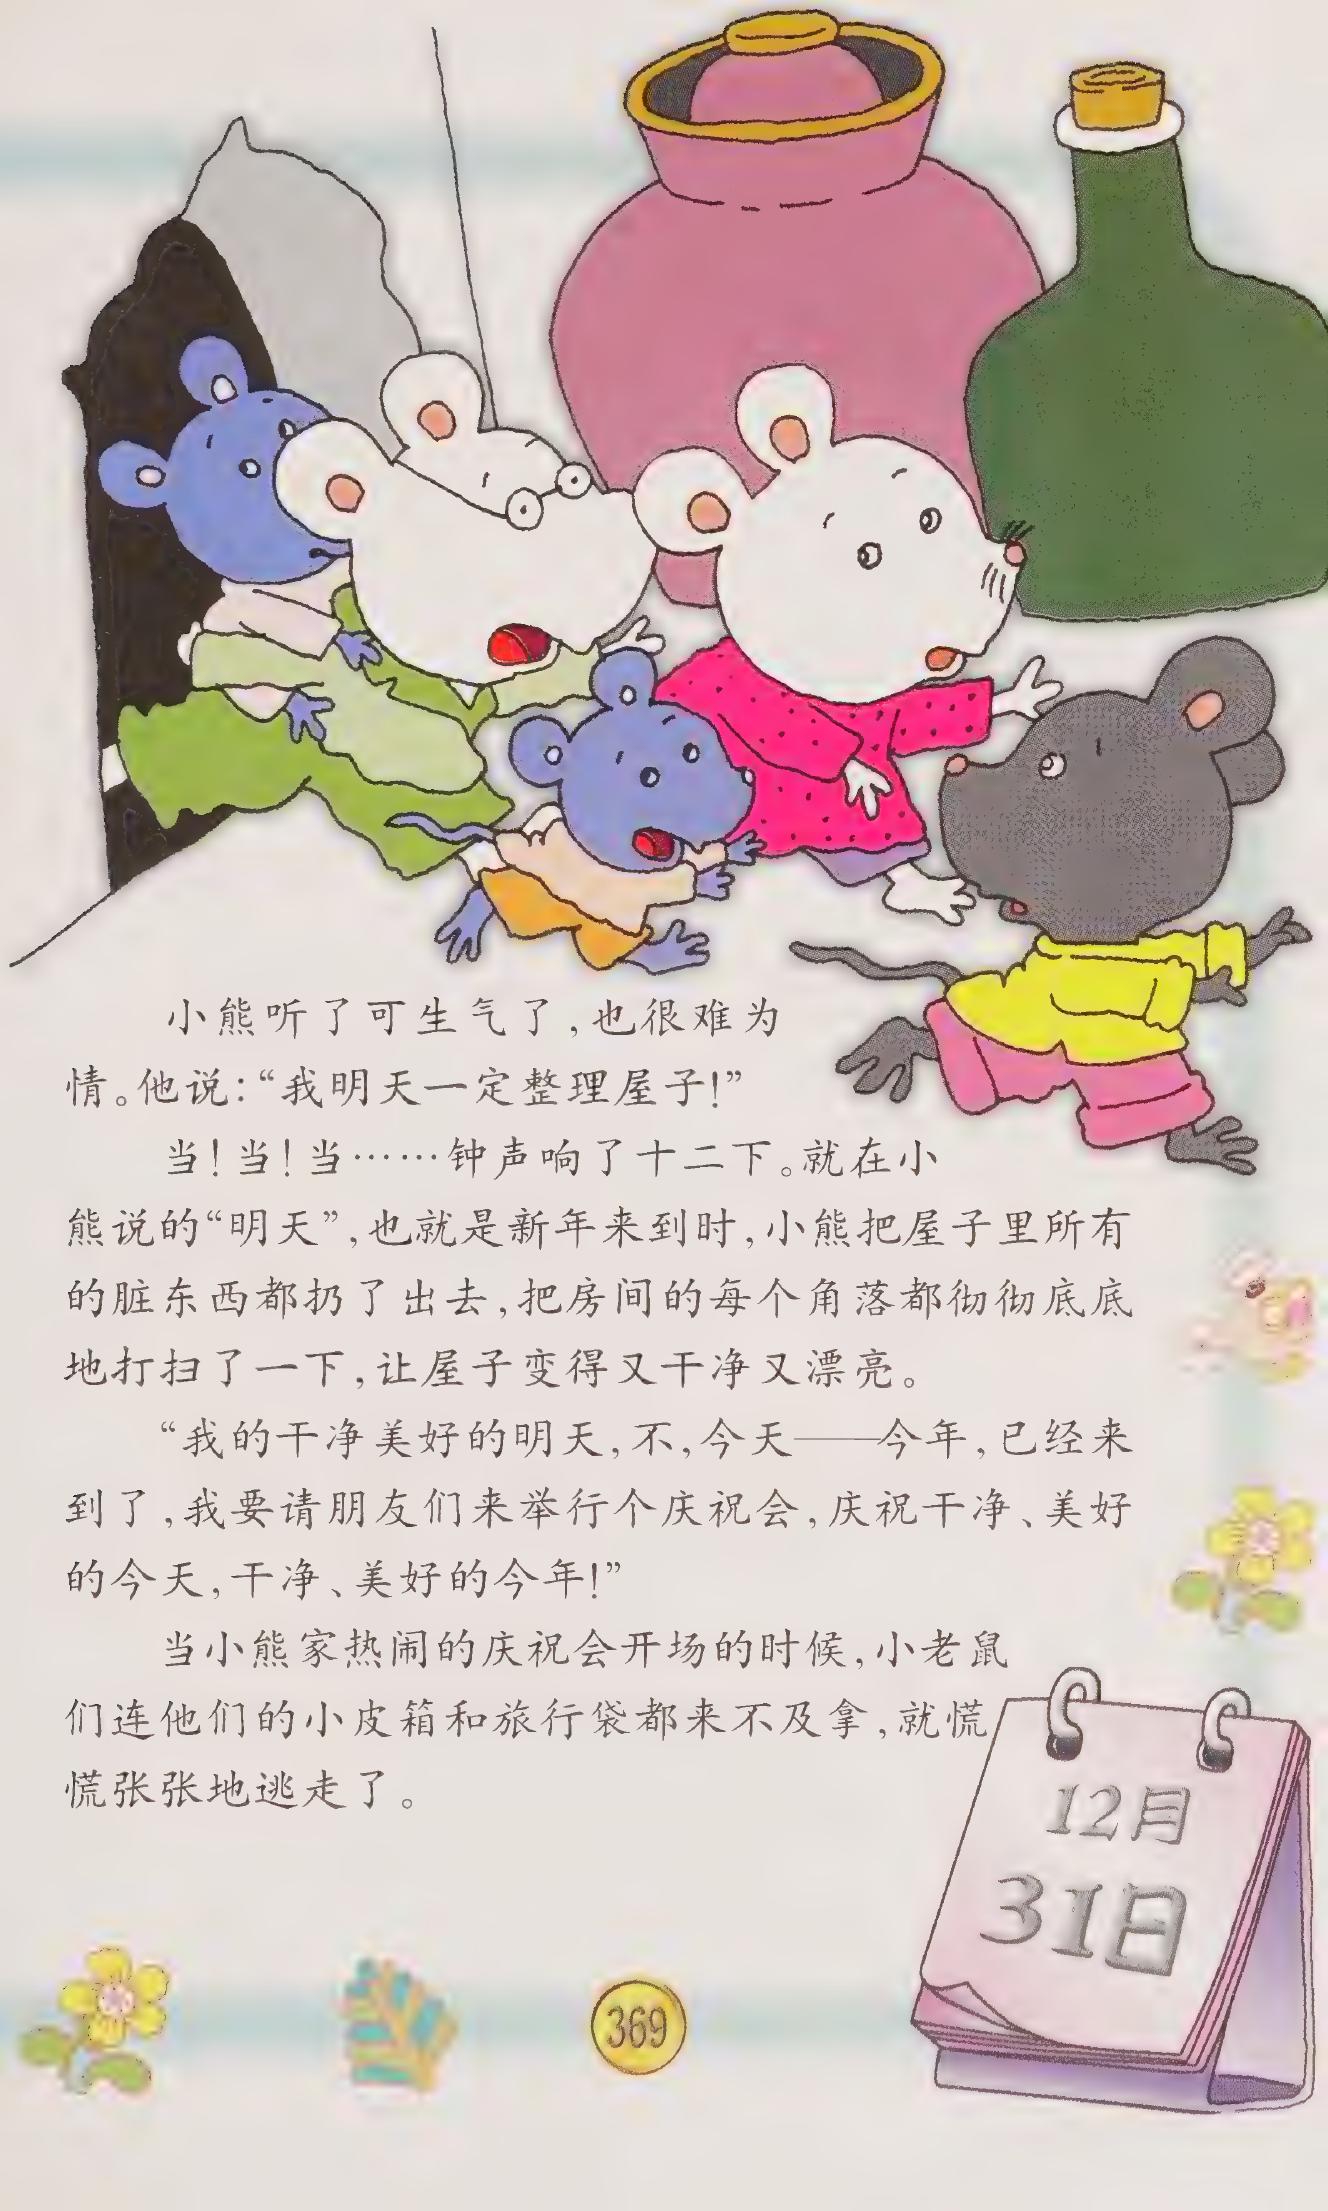 小熊听了可生气了，也很难为
情。他说：“我明天一定整理屋子！”
当！当！当……钟声响了十二下。就在小
熊说的“明天”，也就是新年来到时，小熊把屋子里所有
的脏东西都扔了出去，把房间的每个角落都彻彻底底
地打扫了一下，让屋子变得又干净又漂亮。
“我的干净美好的明天，不，今天——今年，已经来
到了，我要请朋友们来举行个庆祝会，庆祝干净、美好
的今天，干净、美好的今年！”
当小熊家热闹的庆祝会开场的时候，小老鼠
们连他们的小皮箱和旅行袋都来不及拿，就慌
慌张张地逃走了。
12月
31日
369